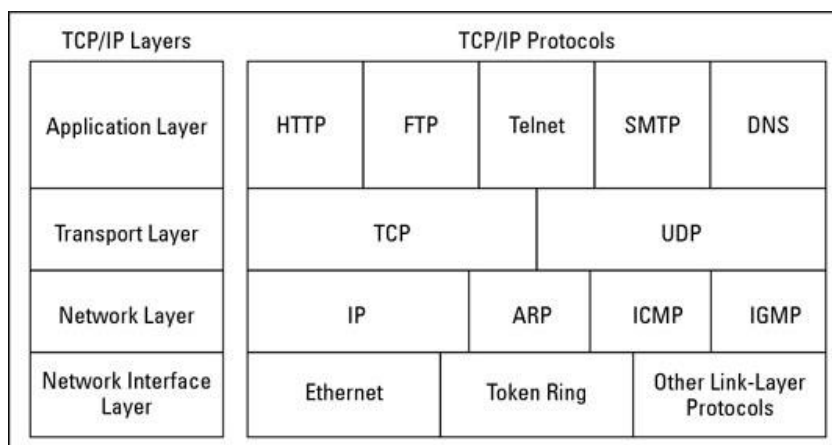 TCP/IP Layers TCP/IP Protocols
Application Layer HTTP FTP Telnet SMTP DNS
Transport Layer TCP UDP
Network Layer IP ARP ICMP IGMP
Network Interface
Layer
Ethernet Token Ring
Other Link-Layer
Protocols